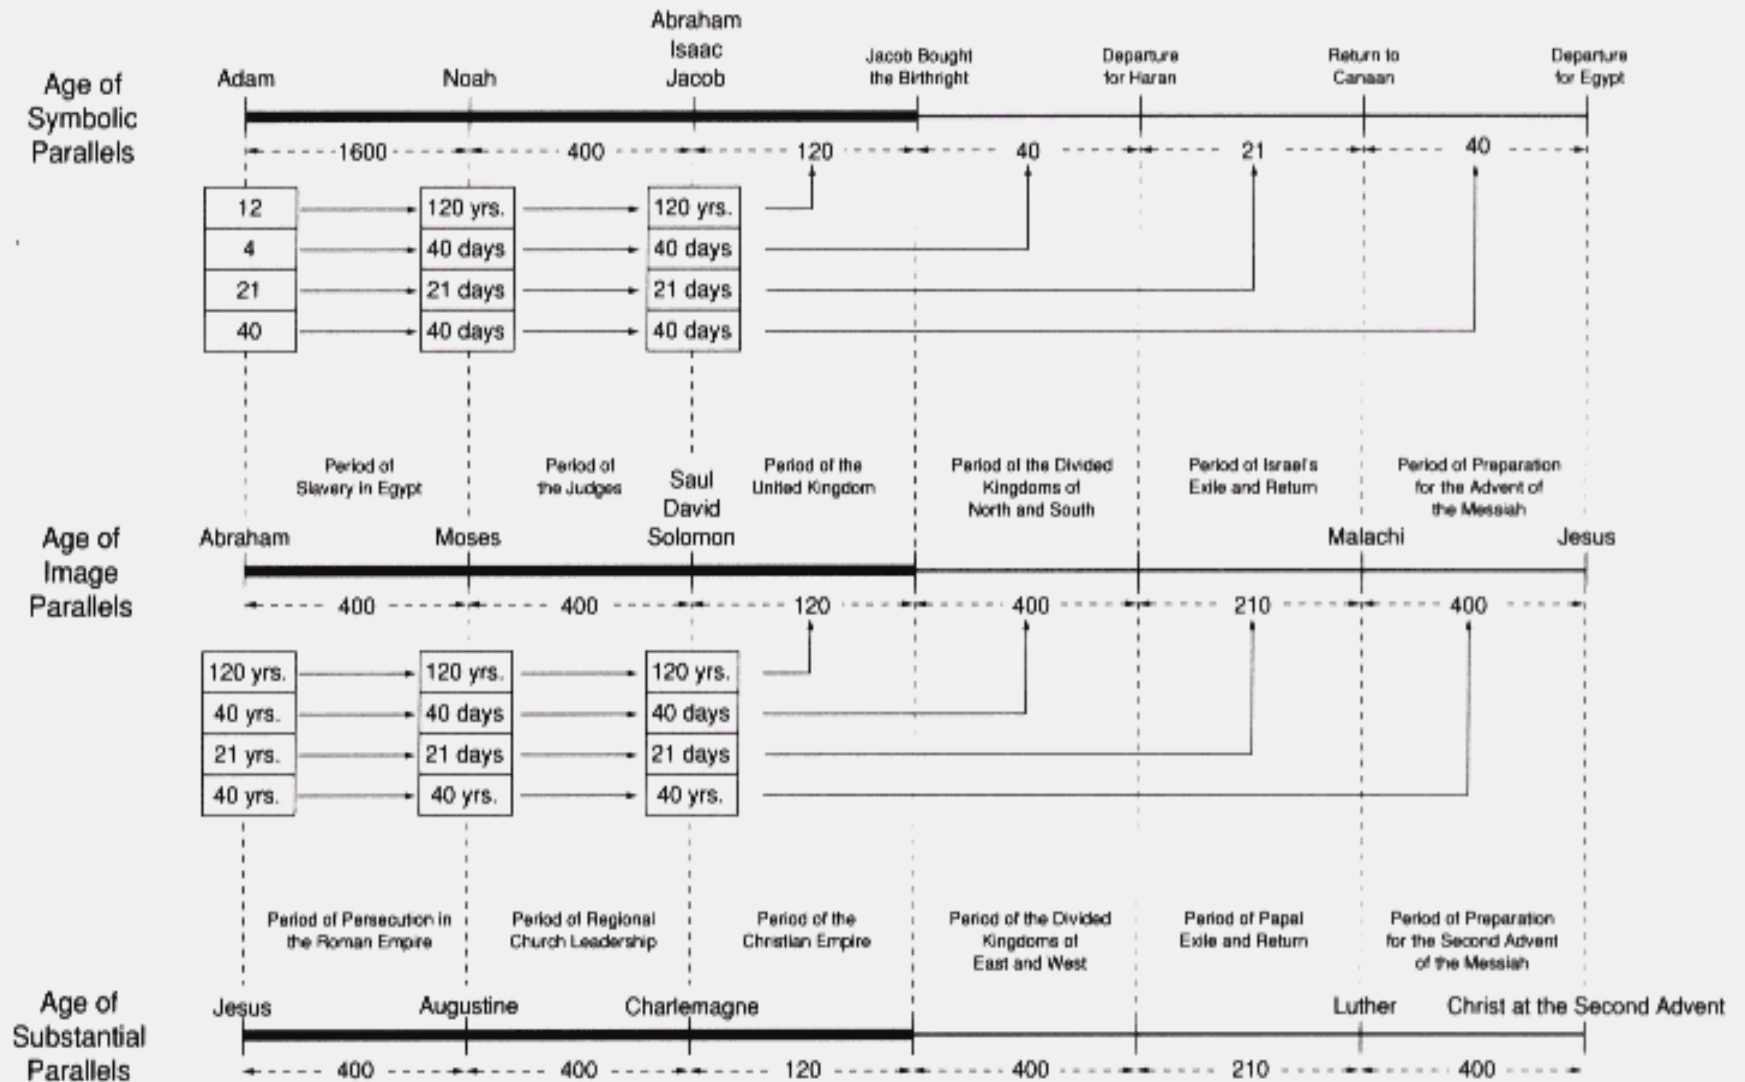 Abraham
Isaac
Jacob
Adam
Noah
Jacob Bought
the Birthright
Departure
for Haran
Return to
Canaan
Departure
for Egypt
Age of
Symbolic
Parallels
1600 400 120 40 21 40
12 120 yrs. 120 yrs.
4 40 days 40 days
21 21 days 21 days
40 40 days 40 days
Period of
Slavery in Egypt
Period of
the Judges
Saul
David
Solomon
Period of the
United Kingdom
Period of the Divided
Kingdoms of
North and South
Period of Israel's
Exile and Return
Period of Preparation
for the Advent of
the Messiah
Age of
Image
Parallels
Abraham
Moses
Malachi
Jesus
400 400 120 400 210 400
120 yrs. 120 yrs. 120 yrs.
40 yrs. 40 days 40 days
21 yrs. 21 days 21 days
40 yrs. 40 yrs. 40 yrs.
Period of Persecution in
the Roman Empire
Period of Regional
Church Leadership
Period of the
Christian Empire
Period of the Divided
Kingdoms of
East and West
Period of Papal
Exile and Return
Period of Preparation
for the Second Advent
of the Messiah
Age of
Substantial
Parallels
Jesus
Augustine
Charlemagne
Luther
Christ at the Second Advent
400 400 120 400 210 400